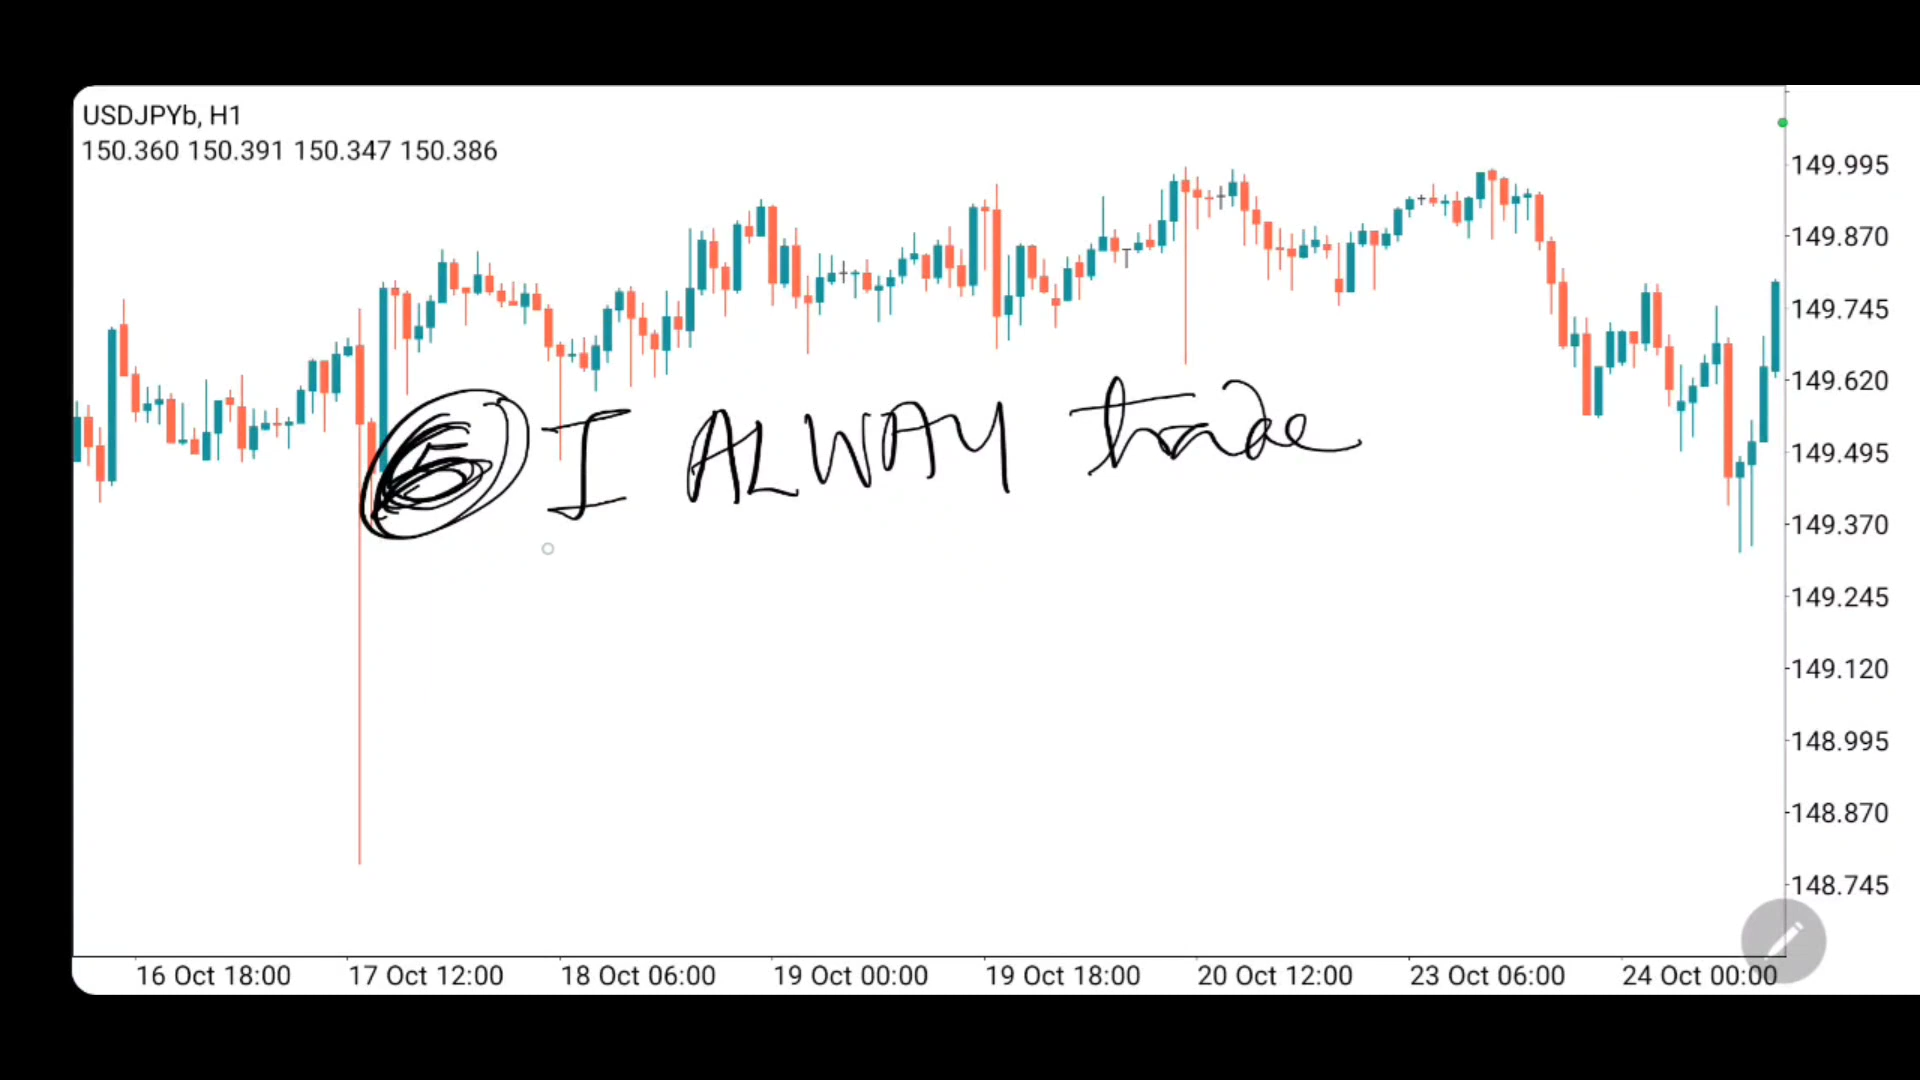 USDJPYb, H1
150.360 150.391 150.347 150.386
149.995
149.870
149.745
149.620
5 I ALWAY trade
149.495
149.370
149.245
149.120
148.995
148.870
148.745
16 Oct 18:00 17 Oct 12:00 18 Oct 06:00 19 Oct 00:00 19 Oct 18:00 20 Oct 12:00 23 Oct 06:00 24 Oct 00:00